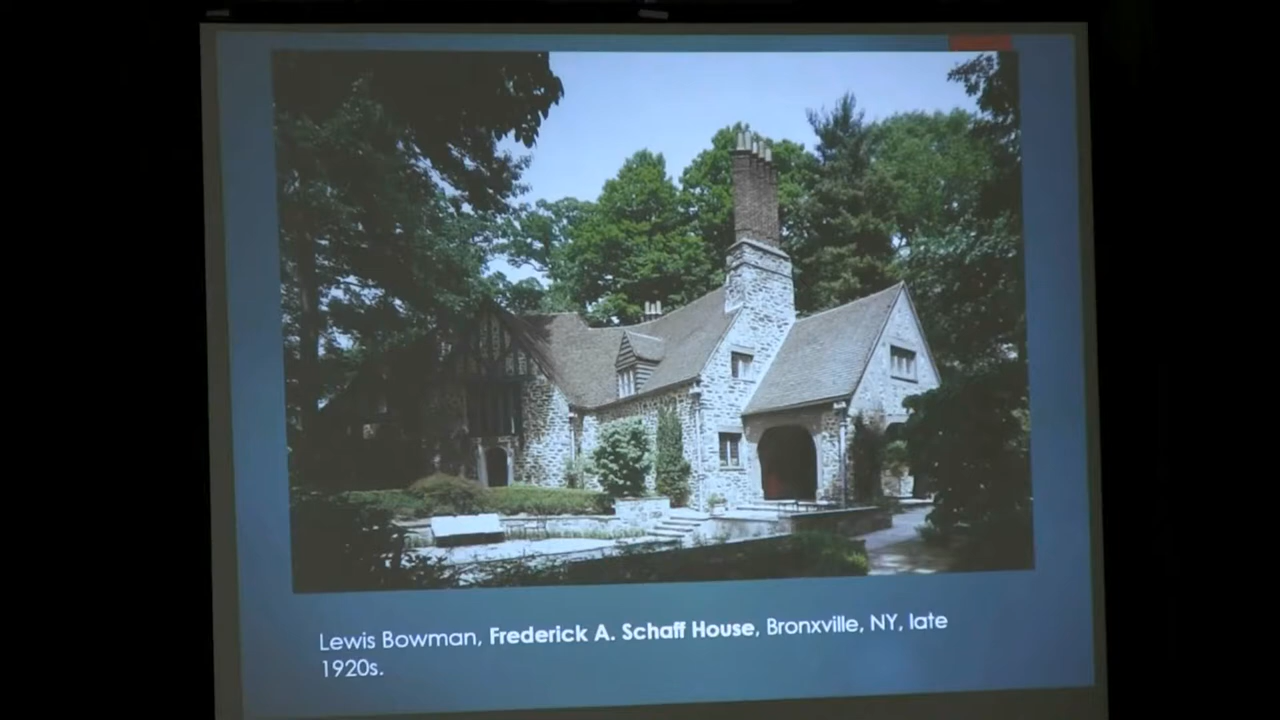 Lewis Bowman, Frederick A. Schaff House, Bronxville, NY, late
1920s.